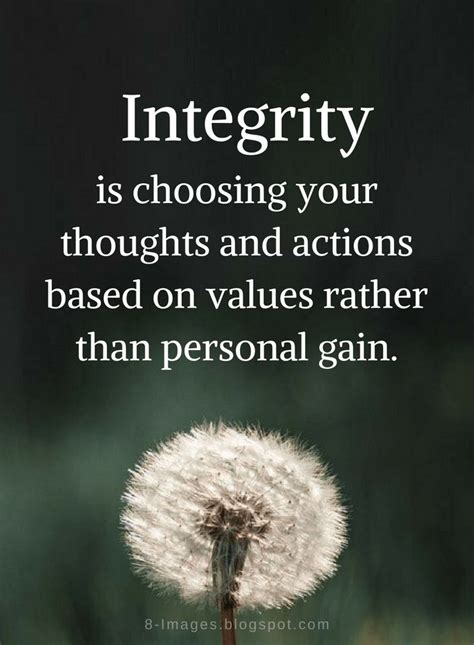 Integrity
is choosing your
thoughts and actions
based on values rather
than personal gain.
8-Images.blogspot.com